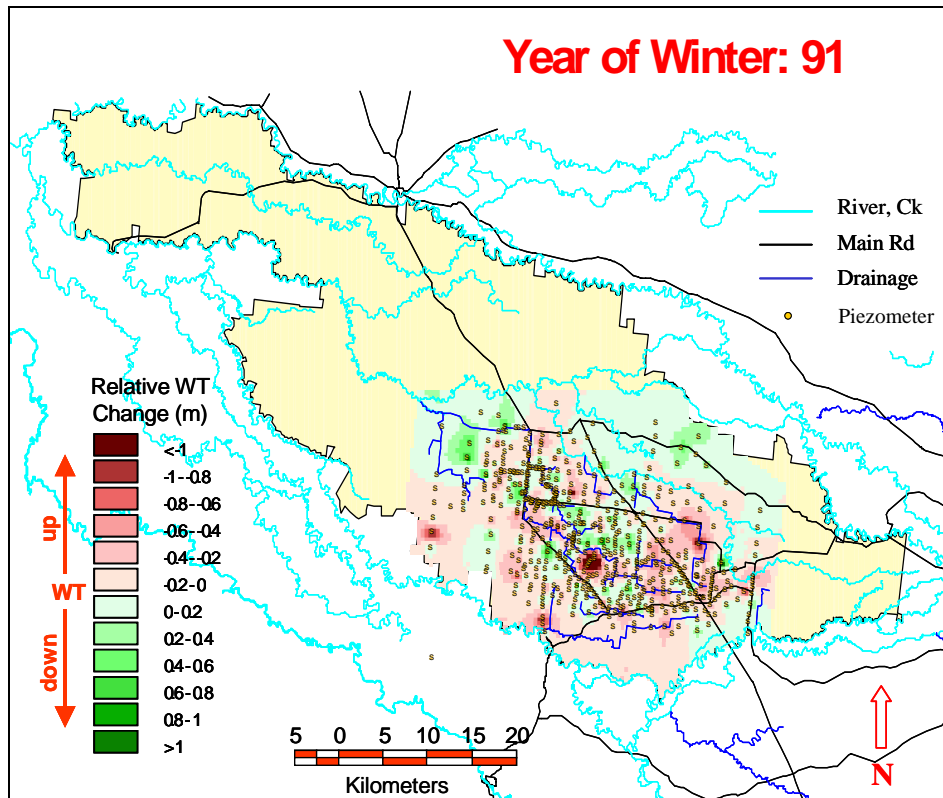 Year of Winter: 91
River, Ck
Main Rd
Drainage
Piezometer
Relative WT
Change (m)
<-1
-1--0.8
-0.8--0.6
-0.6--0.4
-0.4--0.2
-0.2-0
0-0.2
0.2-0.4
0.4-0.6
0.6-0.8
0.8-1
>1
up
WT
down
5 0 5 10 15 20
Kilometers
N